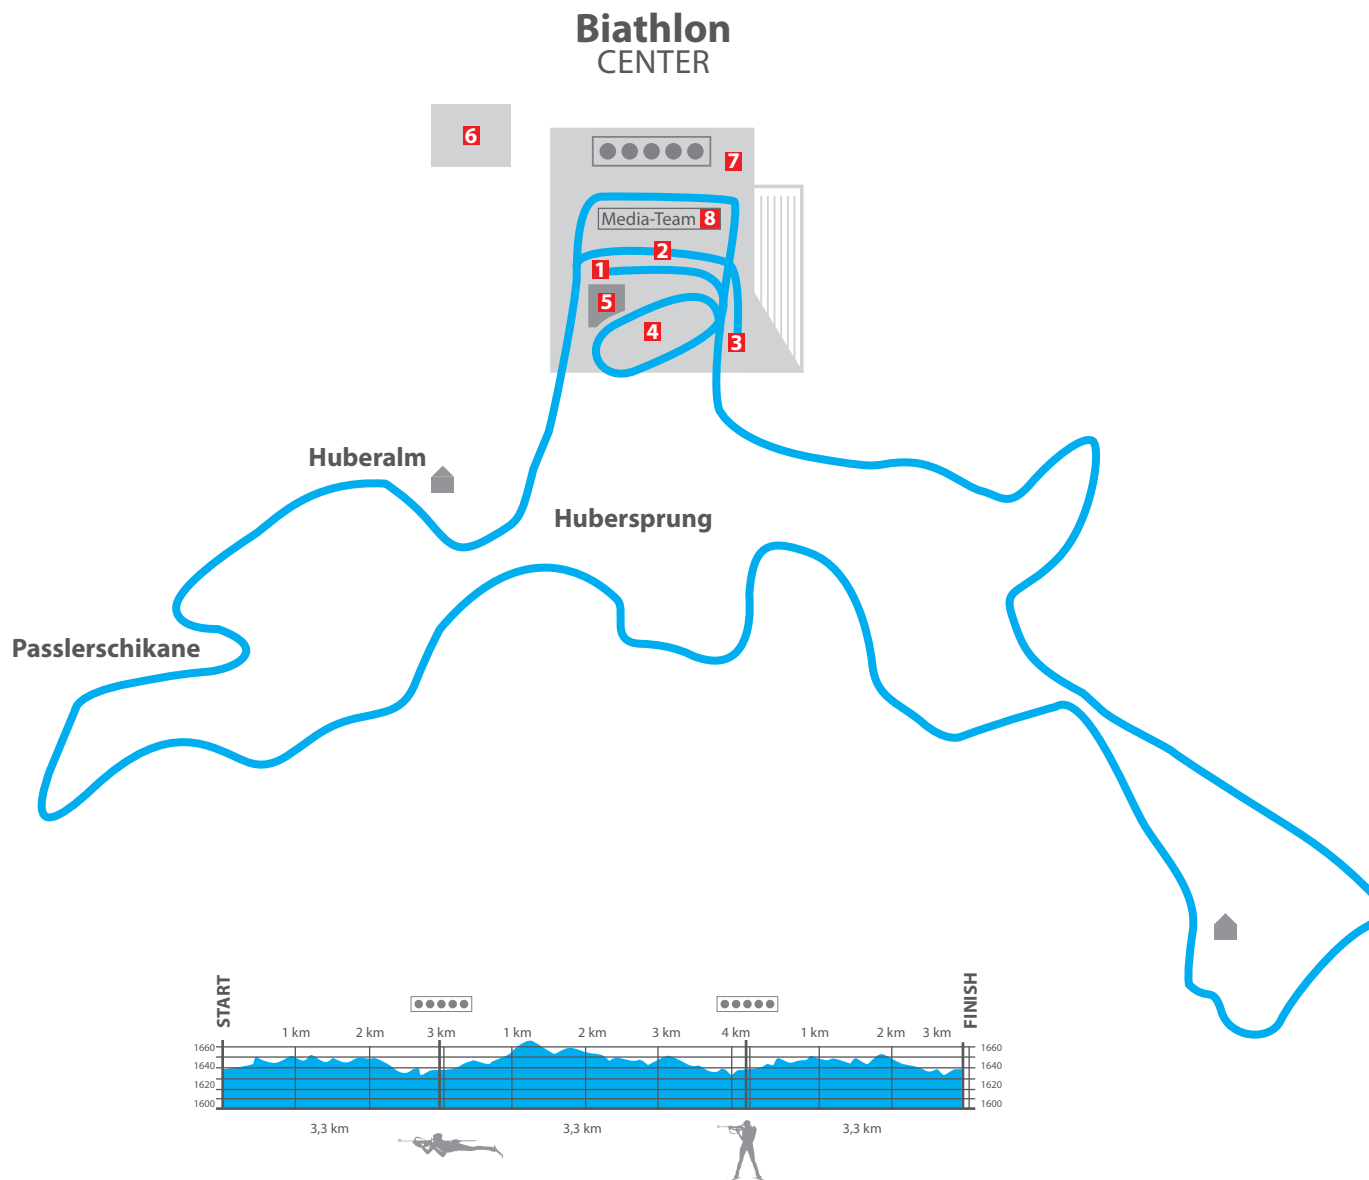 Biathlon
CENTER
6
7
Media-Team 8
2
1
5
4
3
Huberalm
Hubersprung
Passlerschikane
START
FINISH
1 km 2 km 3 km 1 km 2 km 3 km 4 km 1 km 2 km 3 km
1660 1660
1640 1640
1620 1620
1600 1600
3,3 km 3,3 km 3,3 km